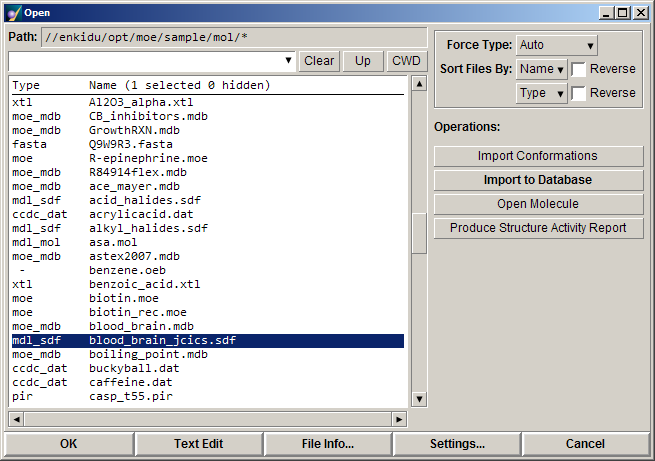 Open
Path: //enkidu/opt/moe/sample/mol/*
Clear Up CWD
Type Name (1 selected 0 hidden)
xtl Al2O3_alpha.xtl
moe_mdb CB_inhibitors.mdb
moe_mdb GrowthRXN.mdb
fasta Q9W9R3.fasta
moe R-epinephrine.moe
moe_mdb R84914flex.mdb
moe_mdb ace_mayer.mdb
mdl_sdf acid_halides.sdf
ccdc_dat acrylicacid.dat
mdl_sdf alkyl_halides.sdf
mdl_mol asa.mol
moe_mdb astex2007.mdb
- benzene.oeb
xtl benzoic_acid.xtl
moe biotin.moe
moe biotin_rec.moe
moe_mdb blood_brain.mdb
mdl_sdf blood_brain_jcics.sdf
moe_mdb boiling_point.mdb
ccdc_dat buckyball.dat
ccdc_dat caffeine.dat
pir casp_t55.pir
Force Type: Auto
Sort Files By: Name Reverse
Type Reverse
Operations:
Import Conformations
Import to Database
Open Molecule
Produce Structure Activity Report
OK Text Edit File Info... Settings... Cancel